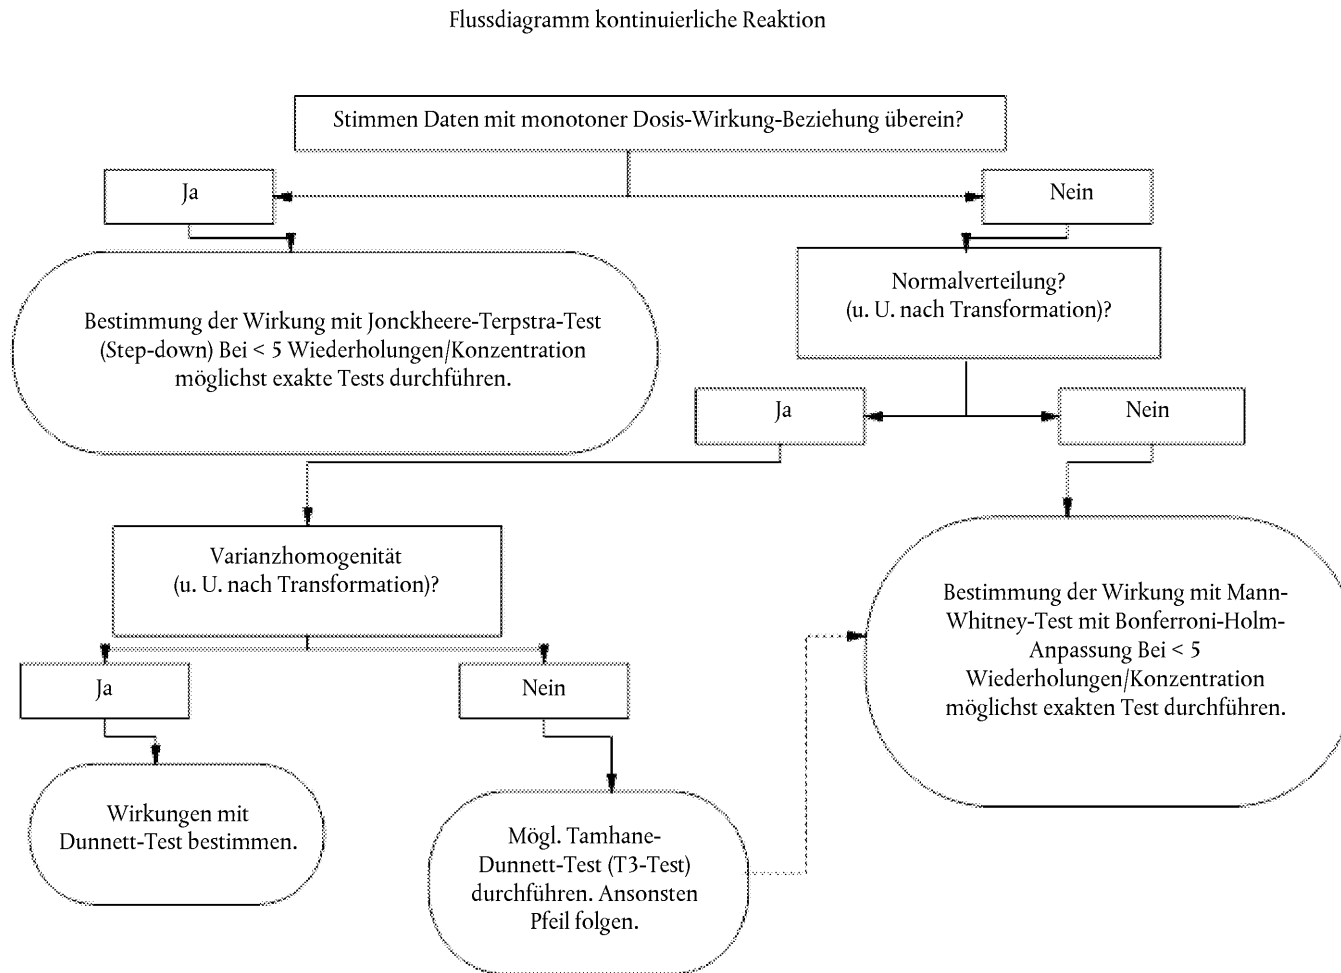 Flussdiagramm kontinuierliche Reaktion
Stimmen Daten mit monotoner Dosis-Wirkung-Beziehung überein?
Ja
Nein
Bestimmung der Wirkung mit Jonckheere-Terpstra-Test
(Step-down) Bei < 5 Wiederholungen/Konzentration
möglichst exakte Tests durchführen.
Normalverteilung?
(u. U. nach Transformation)?
Ja
Nein
Varianzhomogenität
(u. U. nach Transformation)?
Bestimmung der Wirkung mit Mann-
Whitney-Test mit Bonferroni-Holm-
Anpassung Bei < 5
Wiederholungen/Konzentration
möglichst exakten Test durchführen.
Ja
Nein
Wirkungen mit
Dunnett-Test bestimmen.
Mögl. Tamhane-
Dunnett-Test (T3-Test)
durchführen. Ansonsten
Pfeil folgen.